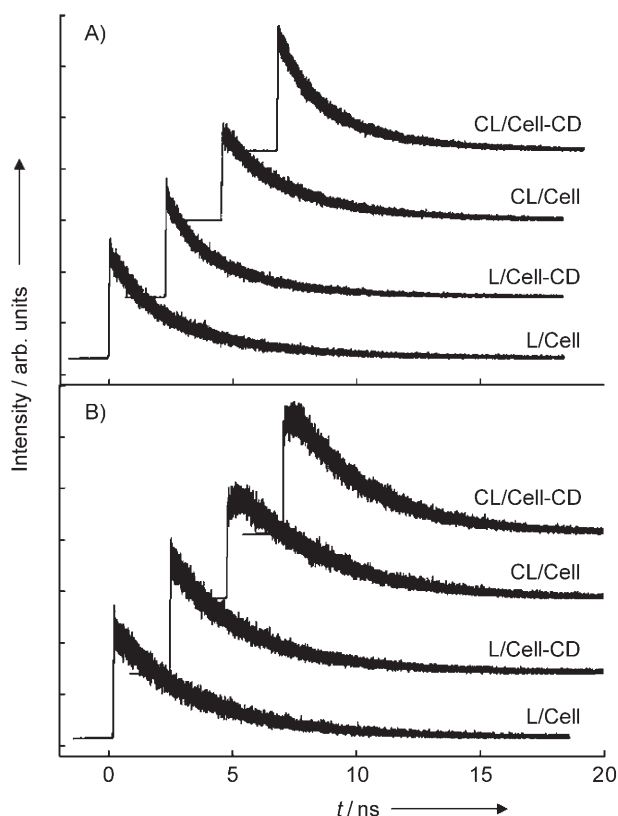 A)
CL/Cell-CD
CL/Cell
L/Cell-CD
L/Cell
Intensity / arb. units
B)
CL/Cell-CD
CL/Cell
L/Cell-CD
L/Cell
0 5 10 15 20
t / ns